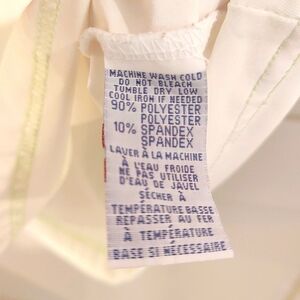 MACHINE WASH COLD
DO NOT BLEACH
TUMBLE DRY LOW
COOL IRON IF NEEDED
90% POLYESTER
POLYESTER
10% SPANDEX
SPANDEX
LAVER À LA MACHINE
À L'EAU FROIDE
NE PAS UTILISER
D'EAU DE JAVEL
SÉCHER À
TEMPÉRATURE BASSE
REPASSER AU FER
À TEMPÉRATURE
BASE SI NÉCESSAIRE